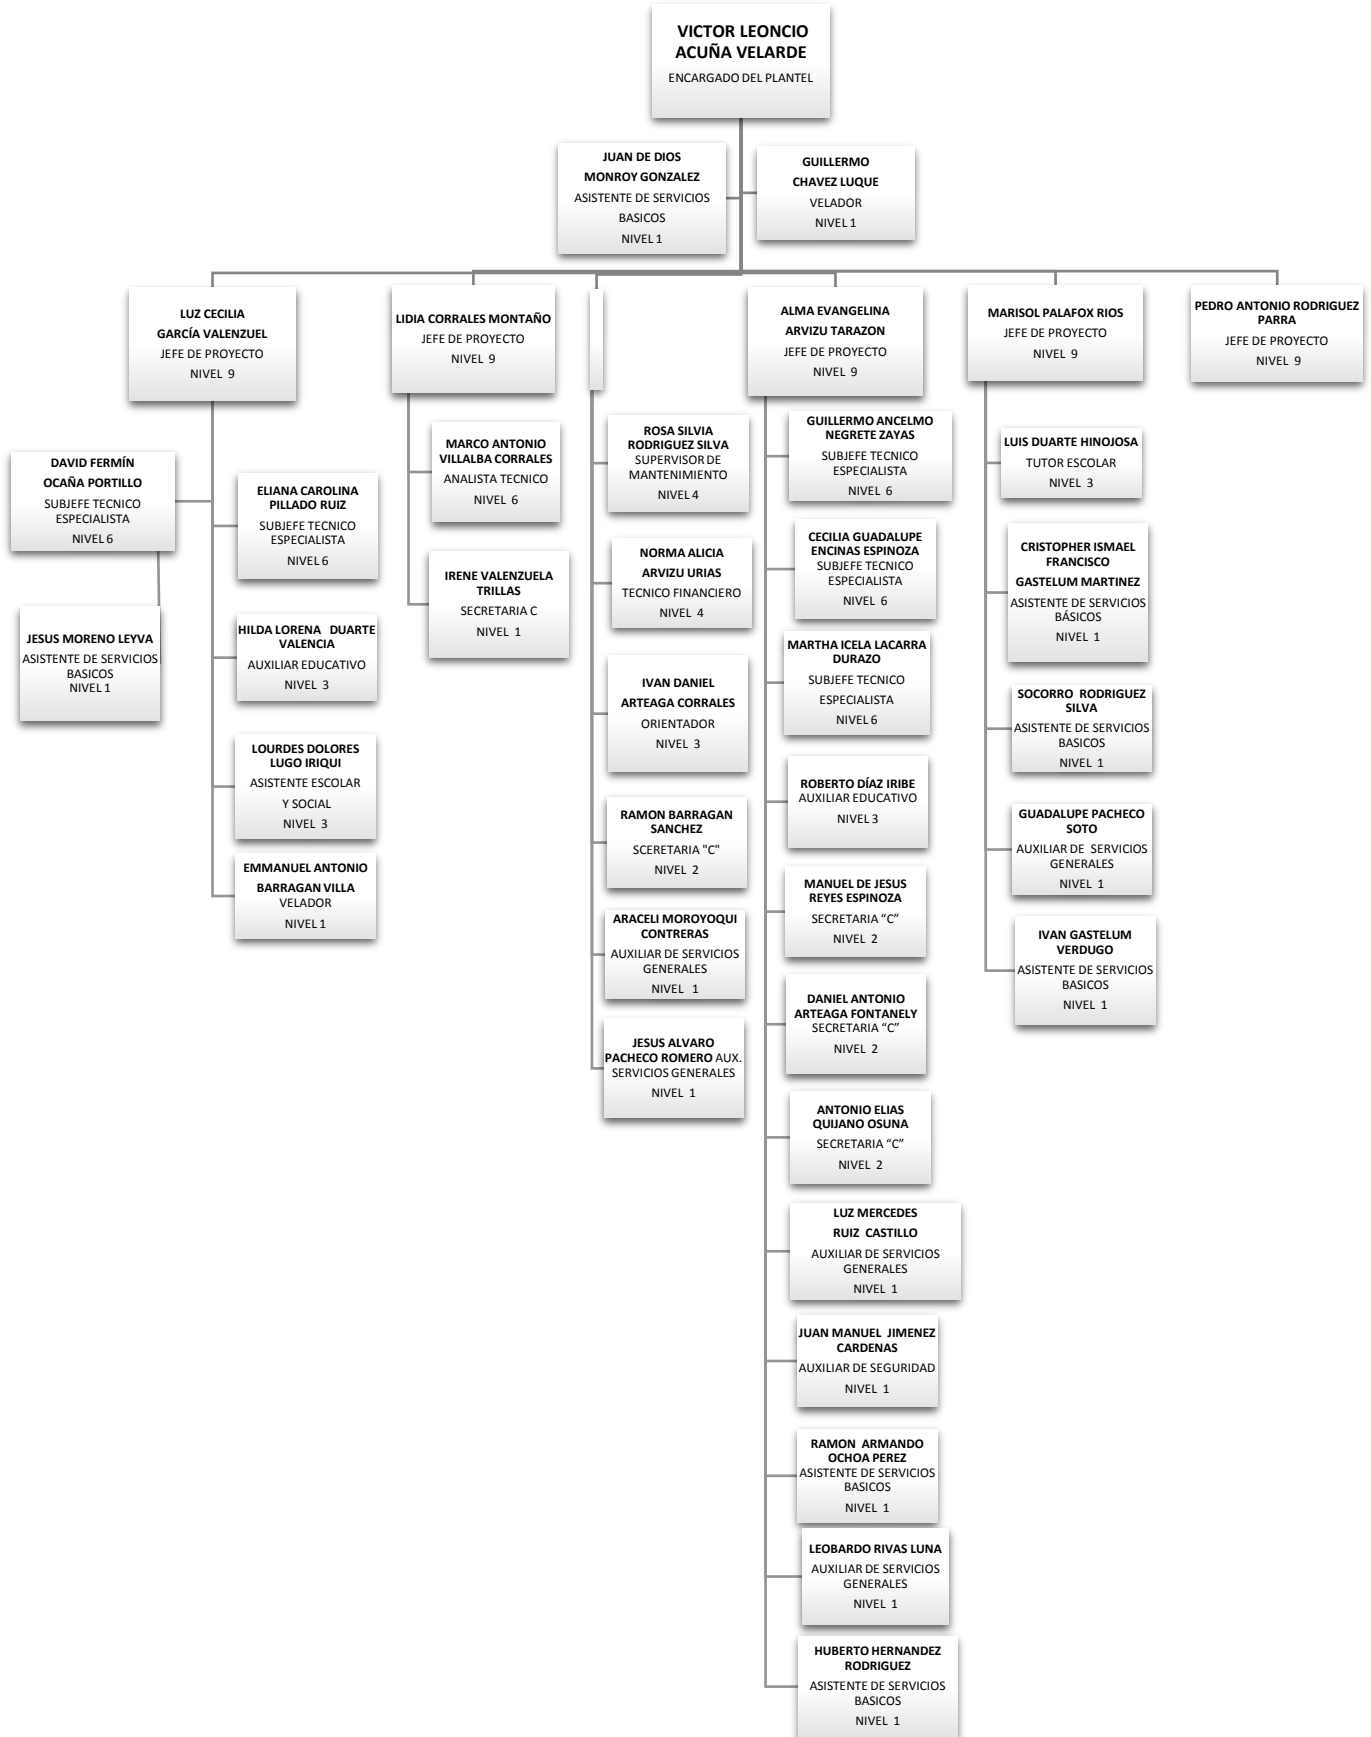 VICTOR LEONCIO
ACUÑA VELARDE
ENCARGADO DEL PLANTEL
JUAN DE DIOS
MONROY GONZALEZ
ASISTENTE DE SERVICIOS
BASICOS
NIVEL 1
GUILLERMO
CHAVEZ LUQUE
VELADOR
NIVEL 1
LUZ CECILIA
GARCÍA VALENZUEL
JEFE DE PROYECTO
NIVEL 9
DAVID FERMÍN
OCAÑA PORTILLO
SUBJEFE TECNICO
ESPECIALISTA
NIVEL 6
JESUS MORENO LEYVA
ASISTENTE DE SERVICIOS
BASICOS
NIVEL 1
ELIANA CAROLINA
PILLADO RUIZ
SUBJEFE TECNICO
ESPECIALISTA
NIVEL 6
HILDA LORENA DUARTE
VALENCIA
AUXILIAR EDUCATIVO
NIVEL 3
LOURDES DOLORES
LUGO IRIQUI
ASISTENTE ESCOLAR
Y SOCIAL
NIVEL 3
EMMANUEL ANTONIO
BARRAGAN VILLA
VELADOR
NIVEL 1
LIDIA CORRALES MONTAÑO
JEFE DE PROYECTO
NIVEL 9
MARCO ANTONIO
VILLALBA CORRALES
ANALISTA TECNICO
NIVEL 6
IRENE VALENZUELA
TRILLAS
SECRETARIA C
NIVEL 1
ROSA SILVIA
RODRIGUEZ SILVA
SUPERVISOR DE
MANTENIMIENTO
NIVEL 4
NORMA ALICIA
ARVIZU URIAS
TECNICO FINANCIERO
NIVEL 4
IVAN DANIEL
ARTEAGA CORRALES
ORIENTADOR
NIVEL 3
RAMON BARRAGAN
SANCHEZ
SCERETARIA "C"
NIVEL 2
ARACELI MOROYOQUI
CONTRERAS
AUXILIAR DE SERVICIOS
GENERALES
NIVEL 1
JESUS ALVARO
PACHECO ROMERO AUX.
SERVICIOS GENERALES
NIVEL 1
ALMA EVANGELINA
ARVIZU TARAZON
JEFE DE PROYECTO
NIVEL 9
GUILLERMO ANCELMO
NEGRETE ZAYAS
SUBJEFE TECNICO
ESPECIALISTA
NIVEL 6
CECILIA GUADALUPE
ENCINAS ESPINOZA
SUBJEFE TECNICO
ESPECIALISTA
NIVEL 6
MARTHA ICELA LACARRA
DURAZO
SUBJEFE TECNICO
ESPECIALISTA
NIVEL 6
ROBERTO DÍAZ IRIBE
AUXILIAR EDUCATIVO
NIVEL 3
MANUEL DE JESUS
REYES ESPINOZA
SECRETARIA “C”
NIVEL 2
DANIEL ANTONIO
ARTEAGA FONTANELY
SECRETARIA “C”
NIVEL 2
ANTONIO ELIAS
QUIJANO OSUNA
SECRETARIA “C”
NIVEL 2
LUZ MERCEDES
RUIZ CASTILLO
AUXILIAR DE SERVICIOS
GENERALES
NIVEL 1
JUAN MANUEL JIMENEZ
CARDENAS
AUXILIAR DE SEGURIDAD
NIVEL 1
RAMON ARMANDO
OCHOA PEREZ
ASISTENTE DE SERVICIOS
BASICOS
NIVEL 1
LEOBARDO RIVAS LUNA
AUXILIAR DE SERVICIOS
GENERALES
NIVEL 1
HUBERTO HERNANDEZ
RODRIGUEZ
ASISTENTE DE SERVICIOS
BASICOS
NIVEL 1
MARISOL PALAFOX RIOS
JEFE DE PROYECTO
NIVEL 9
LUIS DUARTE HINOJOSA
TUTOR ESCOLAR
NIVEL 3
CRISTOPHER ISMAEL
FRANCISCO
GASTELUM MARTINEZ
ASISTENTE DE SERVICIOS
BÁSICOS
NIVEL 1
SOCORRO RODRIGUEZ
SILVA
ASISTENTE DE SERVICIOS
BASICOS
NIVEL 1
GUADALUPE PACHECO
SOTO
AUXILIAR DE SERVICIOS
GENERALES
NIVEL 1
IVAN GASTELUM
VERDUGO
ASISTENTE DE SERVICIOS
BASICOS
NIVEL 1
PEDRO ANTONIO RODRIGUEZ
PARRA
JEFE DE PROYECTO
NIVEL 9